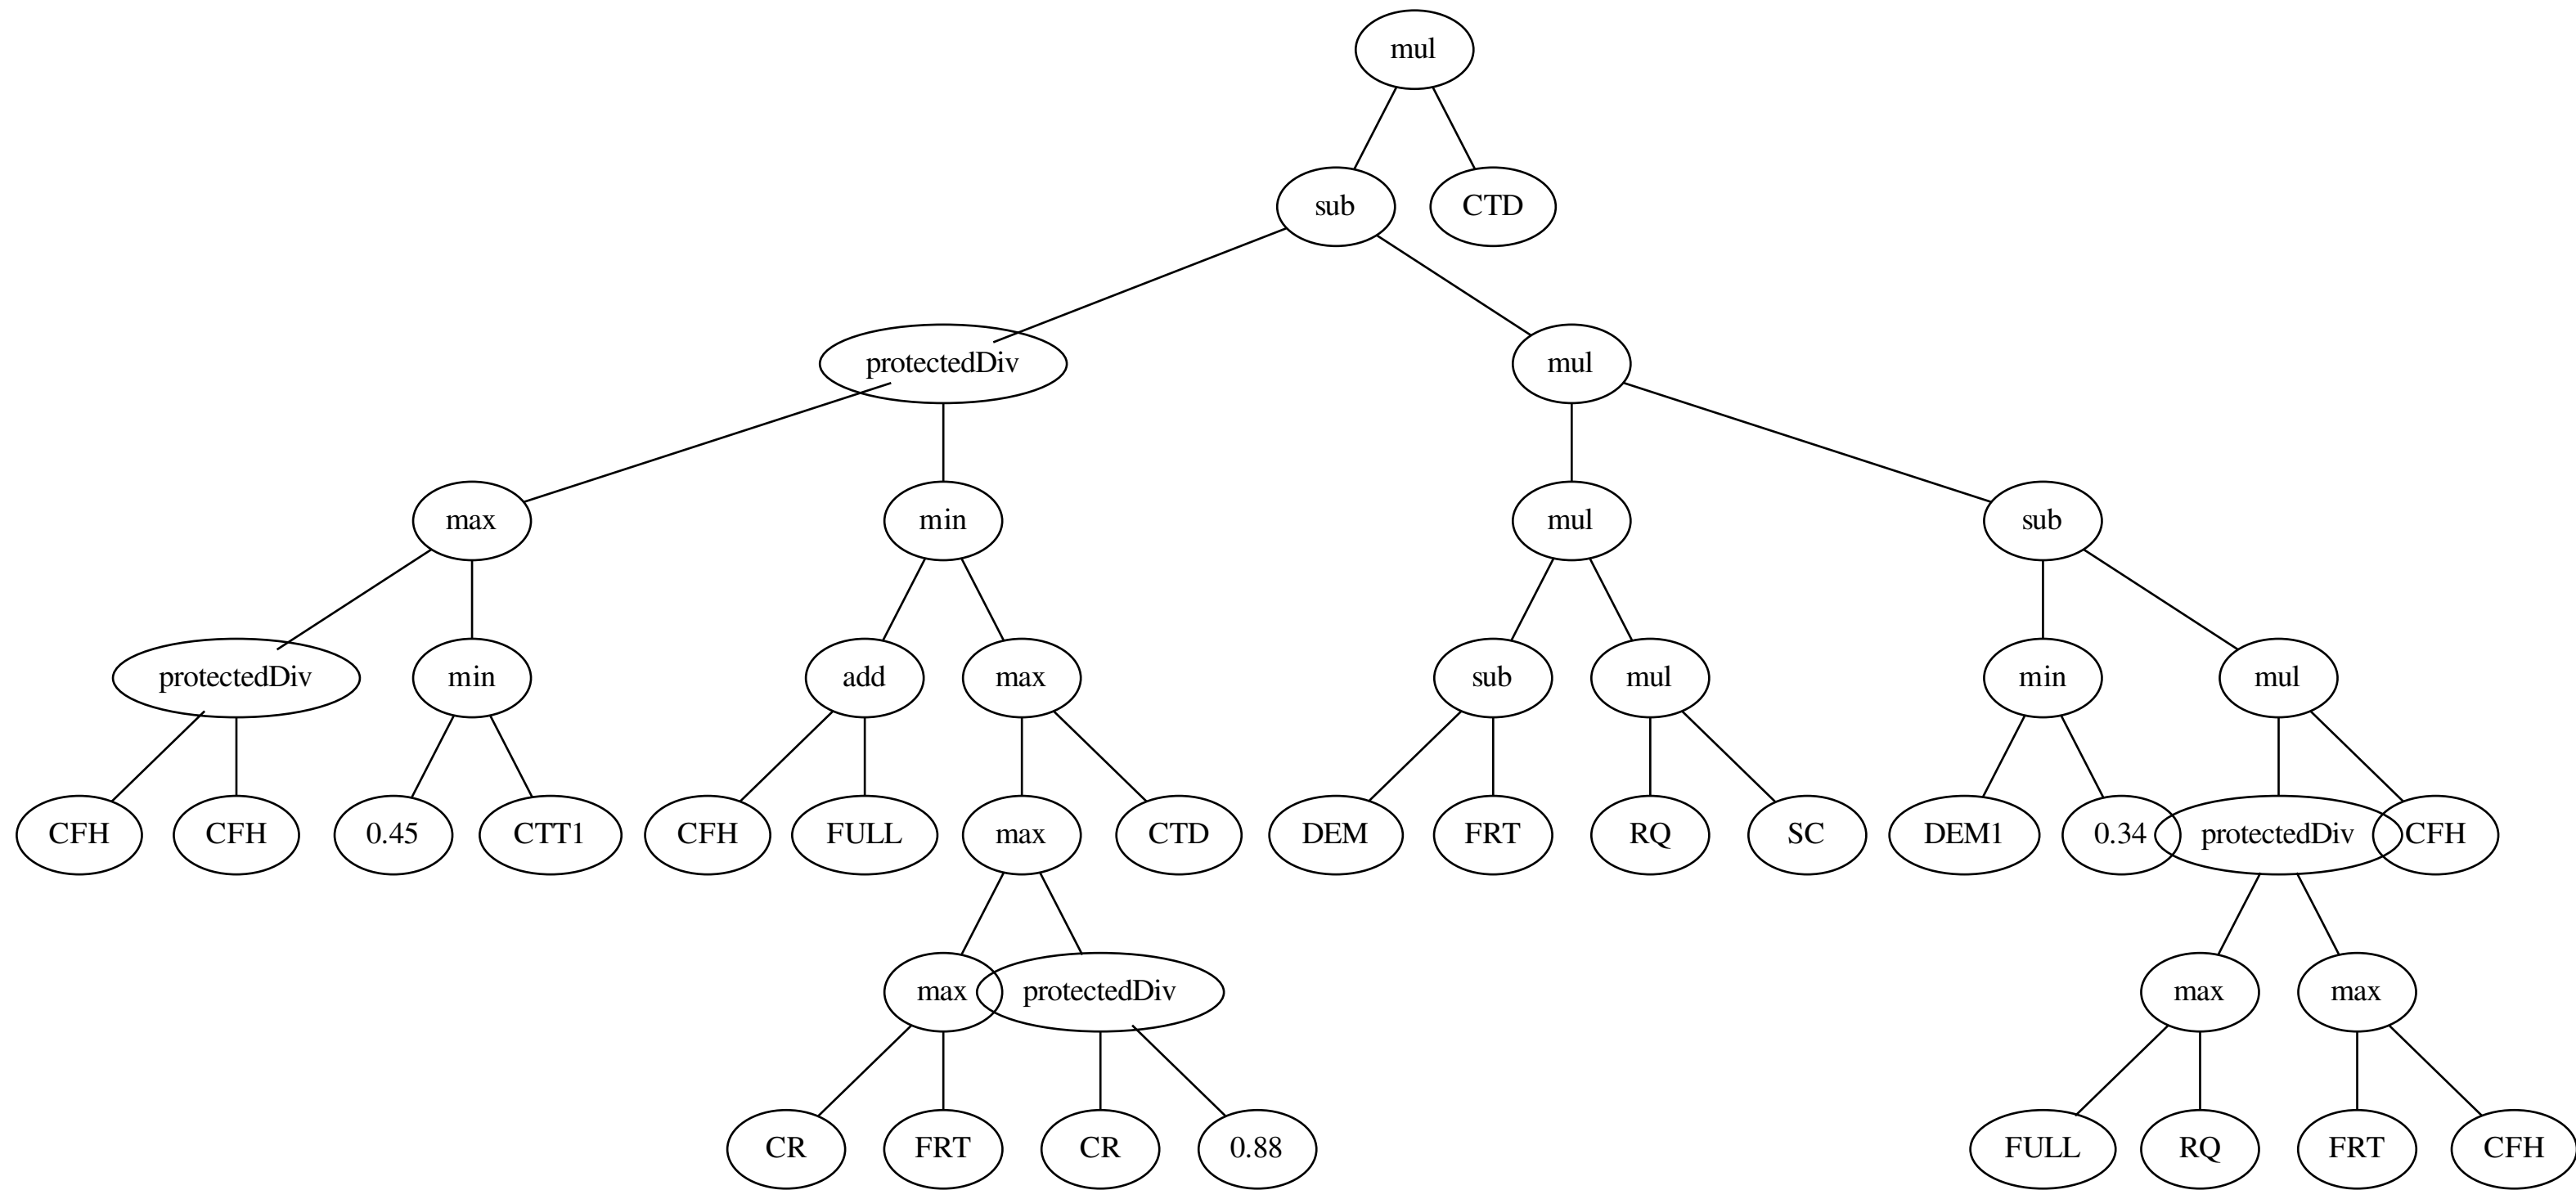 mul
sub CTD
protectedDiv mul
max min mul sub
protectedDiv min add max sub mul min mul
CFH CFH 0.45 CTT1 CFH FULL max CTD DEM FRT RQ SC DEM1 0.34 protectedDiv CFH
max protectedDiv max max
CR FRT CR 0.88 FULL RQ FRT CFH